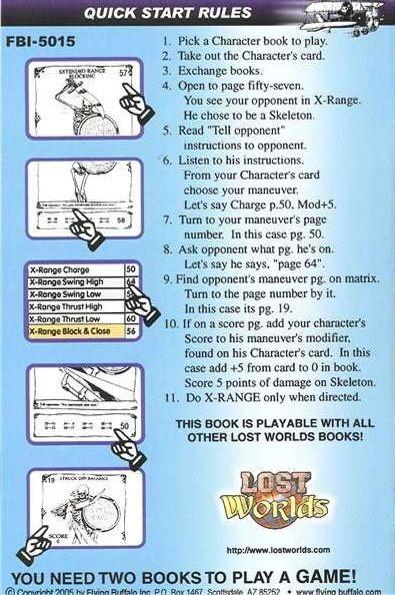 QUICK START RULES
FBI-5015
1. Pick a Character book to play.
2. Take out the Character's card.
3. Exchange books.
4. Open to page fifty-seven.
You see your opponent in X-Range.
He chose to be a Skeleton.
5. Read "Tell opponent"
instructions to opponent.
6. Listen to his instructions.
From your Character's card
choose your maneuver.
Let's say Charge p.50, Mod+5.
7. Turn to your maneuver's page
number. In this case pg. 50.
8. Ask opponent what pg. he's on.
Let's say he says, "page 64".
9. Find opponent's maneuver pg. on matrix.
Turn to the page number by it.
In this case its pg. 19.
10. If on a score pg. add your character's
Score to his maneuver's modifier,
found on his Character's card. In this
case add +5 from card to 0 in book.
Score 5 points of damage on Skeleton.
11. Do X-RANGE only when directed.
EXTENDED RANGE
BLOCKING
57
58
X-Range Charge 50
X-Range Swing High 64
X-Range Swing Low
X-Range Thrust High
X-Range Thrust Low 60
X-Range Block & Close 56
50
19 STRUCK OFF BALANCE
SCORE
THIS BOOK IS PLAYABLE WITH ALL
OTHER LOST WORLDS BOOKS!
LOST
WORLDS
http://www.lostworlds.com
YOU NEED TWO BOOKS TO PLAY A GAME!
© Copyright 2005 by Flying Buffalo Inc. P.O. Box 1467, Scottsdale, AZ 85252 • www.flying buffalo.com